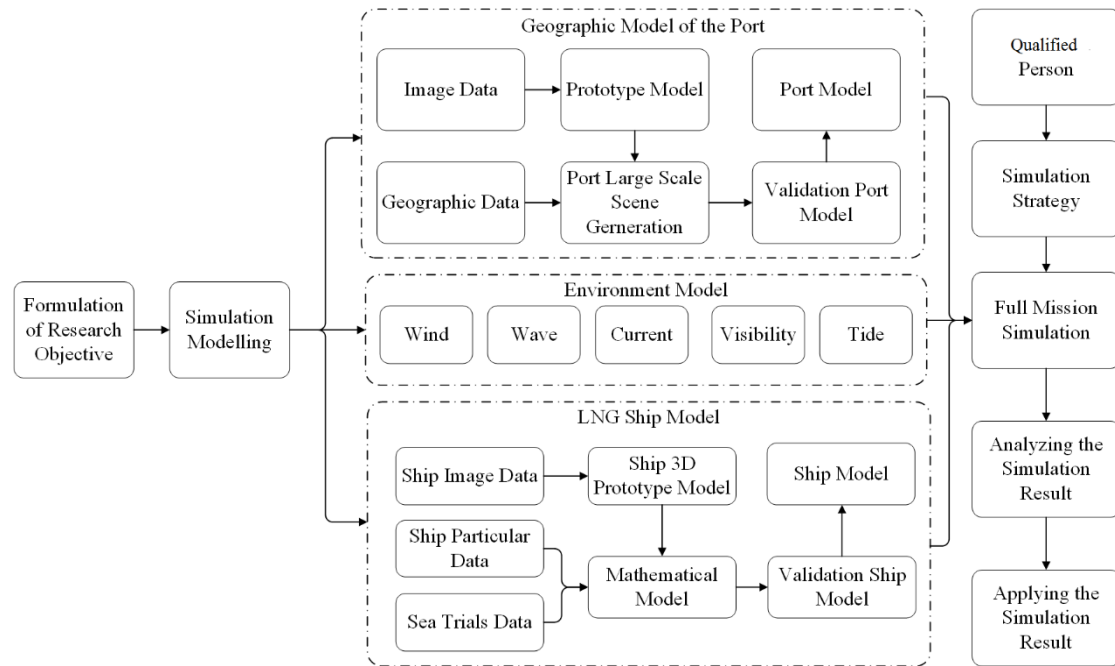 Formulation
of Research
Objective
Simulation
Modelling
Geographic Model of the Port
Image Data
Prototype Model
Port Model
Geographic Data
Port Large Scale
Scene
Gerneration
Validation Port
Model
Environment Model
Wind
Wave
Current
Visibility
Tide
LNG Ship Model
Ship Image Data
Ship 3D
Prototype Model
Ship Model
Ship Particular
Data
Sea Trials Data
Mathematical
Model
Validation Ship
Model
Qualified
Person
Simulation
Strategy
Full Mission
Simulation
Analyzing the
Simulation
Result
Applying the
Simulation
Result